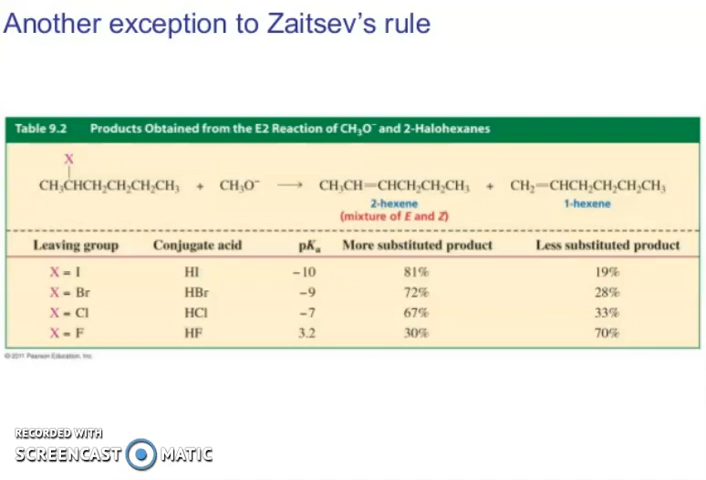 Another exception to Zaitsev's rule
Table 9.2 Products Obtained from the E2 Reaction of CH₃O⁻ and 2-Halohexanes
X
CH₃CHCH₂CH₂CH₂CH₃ + CH₃O⁻ ⟶ CH₃CH=CHCH₂CH₂CH₃ + CH₂=CHCH₂CH₂CH₂CH₃
2-hexene 1-hexene
(mixture of E and Z)
Leaving group Conjugate acid pKₐ More substituted product Less substituted product
X = I HI −10 81% 19%
X = Br HBr −9 72% 28%
X = Cl HCl −7 67% 33%
X = F HF 3.2 30% 70%
© 2011 Pearson Education, Inc.
RECORDED WITH
SCREENCAST O MATIC